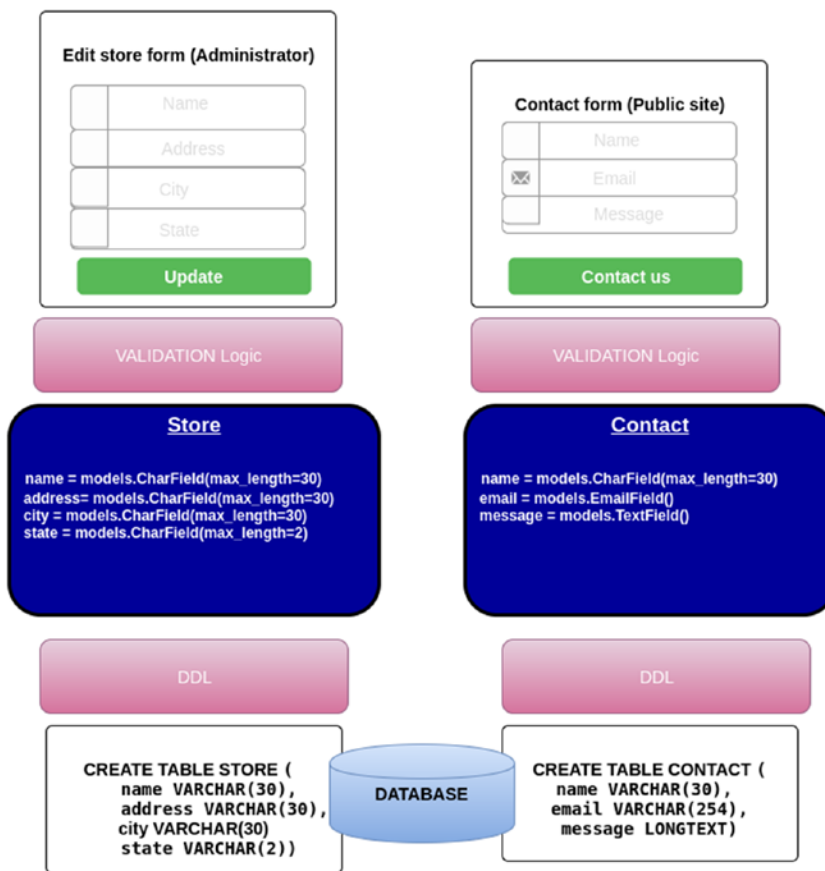 Edit store form (Administrator)
Name
Address
City
State
Update
VALIDATION Logic
Store
name = models.CharField(max_length=30)
address= models.CharField(max_length=30)
city = models.CharField(max_length=30)
state = models.CharField(max_length=2)
DDL
CREATE TABLE STORE (
name VARCHAR(30),
address VARCHAR(30),
city VARCHAR(30)
state VARCHAR(2))
DATABASE
Contact form (Public site)
Name
Email
Message
Contact us
VALIDATION Logic
Contact
name = models.CharField(max_length=30)
email = models.EmailField()
message = models.TextField()
DDL
CREATE TABLE CONTACT (
name VARCHAR(30),
email VARCHAR(254),
message LONGTEXT)